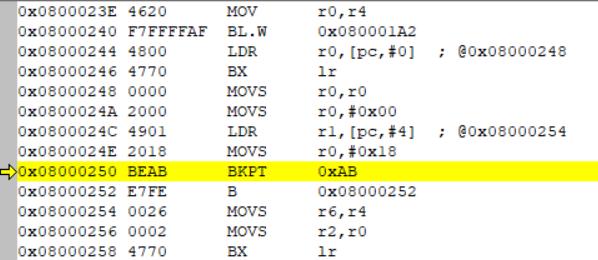 0x0800023E 4620 MOV r0,r4
0x08000240 F7FFFFAF BL.W 0x080001A2
0x08000244 4800 LDR r0,[pc,#0] ; @0x08000248
0x08000246 4770 BX lr
0x08000248 0000 MOVS r0,r0
0x0800024A 2000 MOVS r0,#0x00
0x0800024C 4901 LDR r1,[pc,#4] ; @0x08000254
0x0800024E 2018 MOVS r0,#0x18
0x08000250 BEAB BKPT 0xAB
0x08000252 E7FE B 0x08000252
0x08000254 0026 MOVS r6,r4
0x08000256 0002 MOVS r2,r0
0x08000258 4770 BX lr